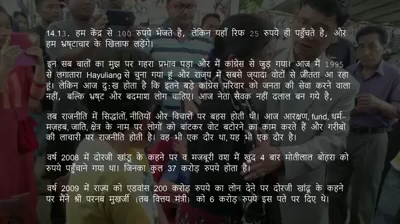 14.13. हम केंद्र से 100 रुपये भेजते है, लेकिन यहाँ रिफ 25 रुपये ही पहुँचते है, और
हम भ्रष्टाचार के खिताफ लड़ेगे।
इन सब बातों का मुझ पर गहरा प्रभाव पड़ा और मैं कांग्रेस से जुड़ गया। आज मैं 1995
से लगातारा Hayuliang से चुना गया हूं और राज्य में सबसे ज्यादा वोटों से जीतता आ रहा
हूं। लेकिन आज दुःख होता है कि इतने बड़े कांग्रेस परिवार को जनता की सेवा करने वाला
नहीं, बल्कि भ्रष्ट और बदमाश लोग चाहिए। आज नेता सेवक नहीं दलाल बन गये है,
तब राजनीति में सिद्धांतों, नीतियों और विचारों पर बहस होती थी। आज आरक्षण, fund, धर्म–
मज़हब, जाति, क्षेत्र के नाम पर लोगों को बांटकर वोट बटोरने का काम करते हैं और गरीबों
की लाचारी पर राजनीति होती है। वह भी एक दौर था, यह भी एक दौर है।
वर्ष 2008 में दोरजी खांडू के कहने पर व मजबूरी वश मैं खुद 4 बार मोतीलाल बोहरा को
रुपये पहुँचाने गया था। जिनका कुल 37 करोड़ रुपये होता है।
वर्ष 2009 में राज्य को एडवांस 200 करोड़ रुपये का लोन देने पर दोरजी खांडू के कहने
पर मैंने श्री परनब मुखर्जी (तब वित्तय मंत्री) को 6 करोड़ रुपये इस पते पर दिए थे।